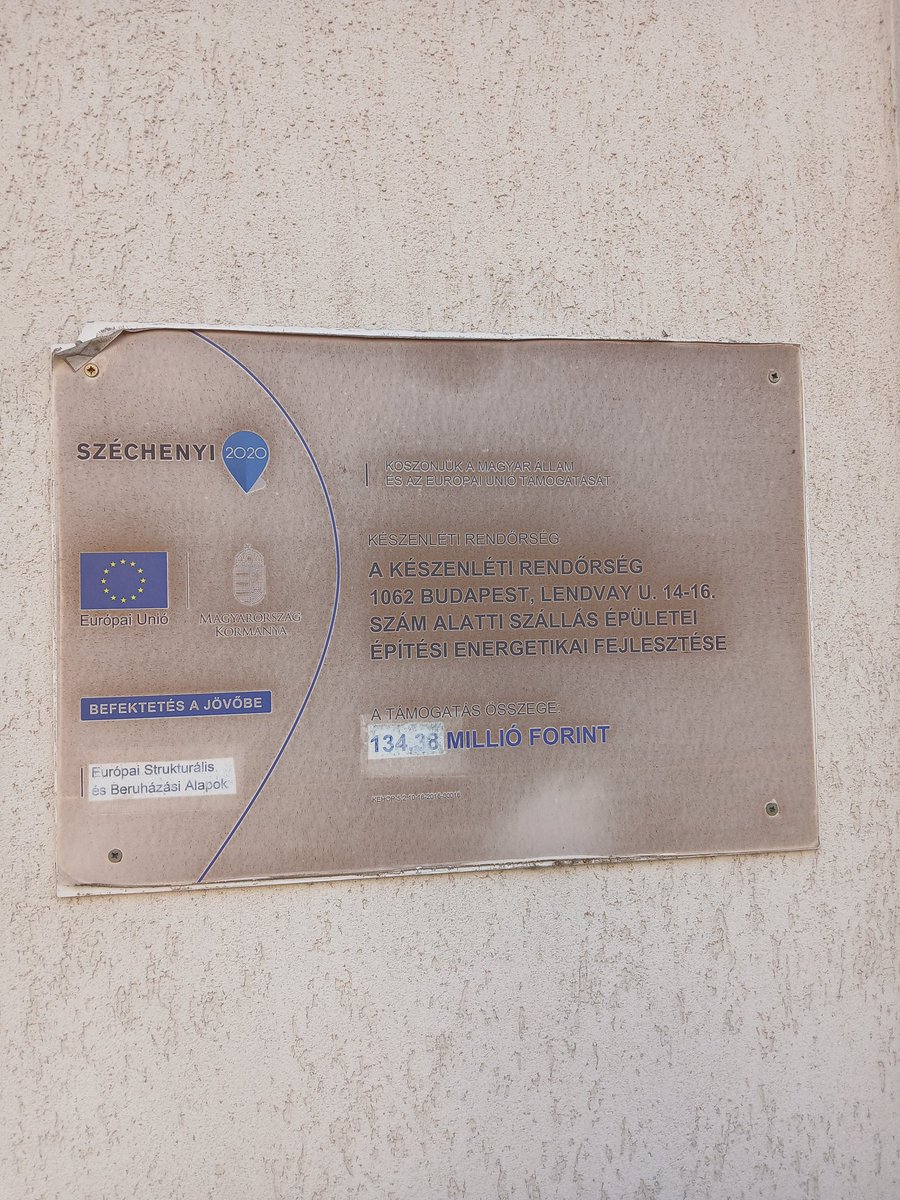 SZÉCHENYI 2020
Európai Unió
MAGYARORSZÁG
KORMÁNYA
BEFEKTETÉS A JÖVŐBE
Európai Strukturális
és Beruházási Alapok
KÖSZÖNJÜK A MAGYAR ÁLLAM
ÉS AZ EURÓPAI UNIÓ TÁMOGATÁSÁT
KÉSZENLÉTI RENDŐRSÉG
A KÉSZENLÉTI RENDŐRSÉG
1062 BUDAPEST, LENDVAY U. 14-16.
SZÁM ALATTI SZÁLLÁS ÉPÜLETEI
ÉPÍTÉSI ENERGETIKAI FEJLESZTÉSE
A TÁMOGATÁS ÖSSZEGE:
134,38 MILLIÓ FORINT